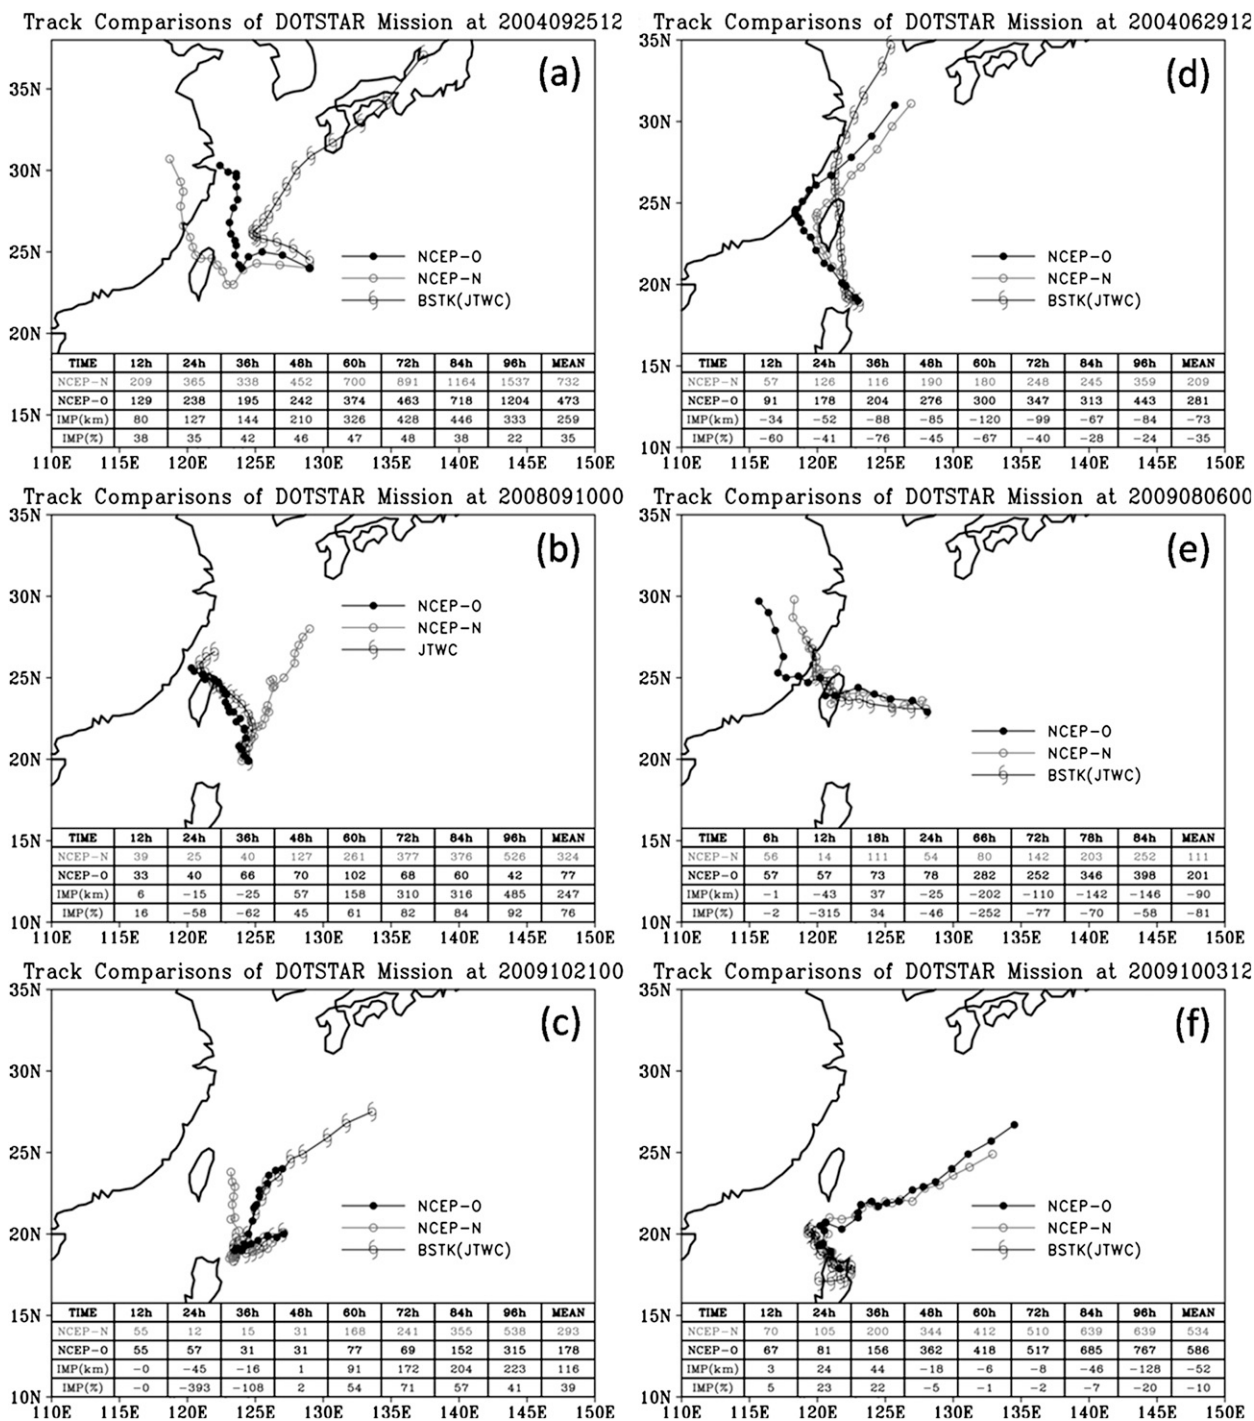 Track Comparisons of DOTSTAR Mission at 2004092512
(a)
35N
30N
25N
20N
15N
NCEP-O
NCEP-N
BSTK(JTWC)
TIME 12h 24h 36h 48h 60h 72h 84h 96h MEAN
NCEP-N 209 365 338 452 700 891 1164 1537 732
NCEP-O 129 238 195 242 374 463 718 1204 473
IMP(km) 80 127 144 210 326 428 446 333 259
IMP(%) 38 35 42 46 47 48 38 22 35
110E 115E 120E 125E 130E 135E 140E 145E 150E
Track Comparisons of DOTSTAR Mission at 2004062912
(d)
35N
30N
25N
20N
15N
10N
NCEP-O
NCEP-N
BSTK(JTWC)
TIME 12h 24h 36h 48h 60h 72h 84h 96h MEAN
NCEP-N 57 126 116 190 180 248 245 359 209
NCEP-O 91 178 204 276 300 347 313 443 281
IMP(km) -34 -52 -88 -85 -120 -99 -67 -84 -73
IMP(%) -60 -41 -76 -45 -67 -40 -28 -24 -35
110E 115E 120E 125E 130E 135E 140E 145E 150E
Track Comparisons of DOTSTAR Mission at 2008091000
(b)
35N
30N
25N
20N
15N
10N
NCEP-O
NCEP-N
JTWC
TIME 12h 24h 36h 48h 60h 72h 84h 96h MEAN
NCEP-N 39 25 40 127 261 377 376 526 324
NCEP-O 33 40 66 70 102 68 60 42 77
IMP(km) 6 -15 -25 57 158 310 316 485 247
IMP(%) 16 -58 -62 45 61 82 84 92 76
110E 115E 120E 125E 130E 135E 140E 145E 150E
Track Comparisons of DOTSTAR Mission at 2009080600
(e)
35N
30N
25N
20N
15N
10N
NCEP-O
NCEP-N
BSTK(JTWC)
TIME 6h 12h 18h 24h 66h 72h 78h 84h MEAN
NCEP-N 56 14 111 54 80 142 203 252 111
NCEP-O 57 57 73 78 282 252 346 398 201
IMP(km) -1 -43 37 -25 -202 -110 -142 -146 -90
IMP(%) -2 -315 34 -46 -252 -77 -70 -58 -81
110E 115E 120E 125E 130E 135E 140E 145E 150E
Track Comparisons of DOTSTAR Mission at 2009102100
(c)
35N
30N
25N
20N
15N
10N
NCEP-O
NCEP-N
BSTK(JTWC)
TIME 12h 24h 36h 48h 60h 72h 84h 96h MEAN
NCEP-N 55 12 15 31 168 241 355 538 293
NCEP-O 55 57 31 31 77 69 152 315 178
IMP(km) -0 -45 -16 1 91 172 204 223 116
IMP(%) -0 -393 -108 2 54 71 57 41 39
110E 115E 120E 125E 130E 135E 140E 145E 150E
Track Comparisons of DOTSTAR Mission at 2009100312
(f)
35N
30N
25N
20N
15N
10N
NCEP-O
NCEP-N
BSTK(JTWC)
TIME 12h 24h 36h 48h 60h 72h 84h 96h MEAN
NCEP-N 70 105 200 344 412 510 639 639 534
NCEP-O 67 81 156 362 418 517 685 767 586
IMP(km) 3 24 44 -18 -6 -8 -46 -128 -52
IMP(%) 5 23 22 -5 -1 -2 -7 -20 -10
110E 115E 120E 125E 130E 135E 140E 145E 150E